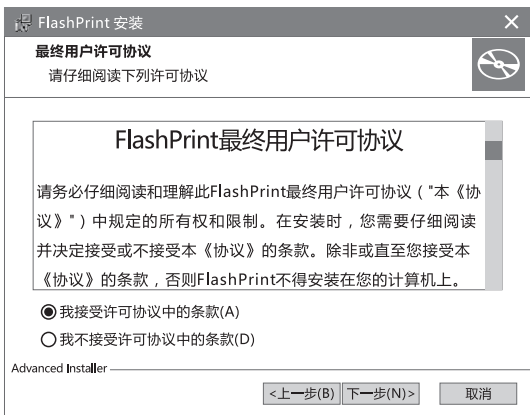 FlashPrint 安装
最终用户许可协议
请仔细阅读下列许可协议
FlashPrint最终用户许可协议
请务必仔细阅读和理解此FlashPrint最终用户许可协议（"本《协
议》"）中规定的所有权和限制。在安装时，您需要仔细阅读
并决定接受或不接受本《协议》的条款。除非或直至您接受本
《协议》的条款，否则FlashPrint不得安装在您的计算机上。
我接受许可协议中的条款(A)
我不接受许可协议中的条款(D)
Advanced Installer
<上一步(B) 下一步(N)> 取消